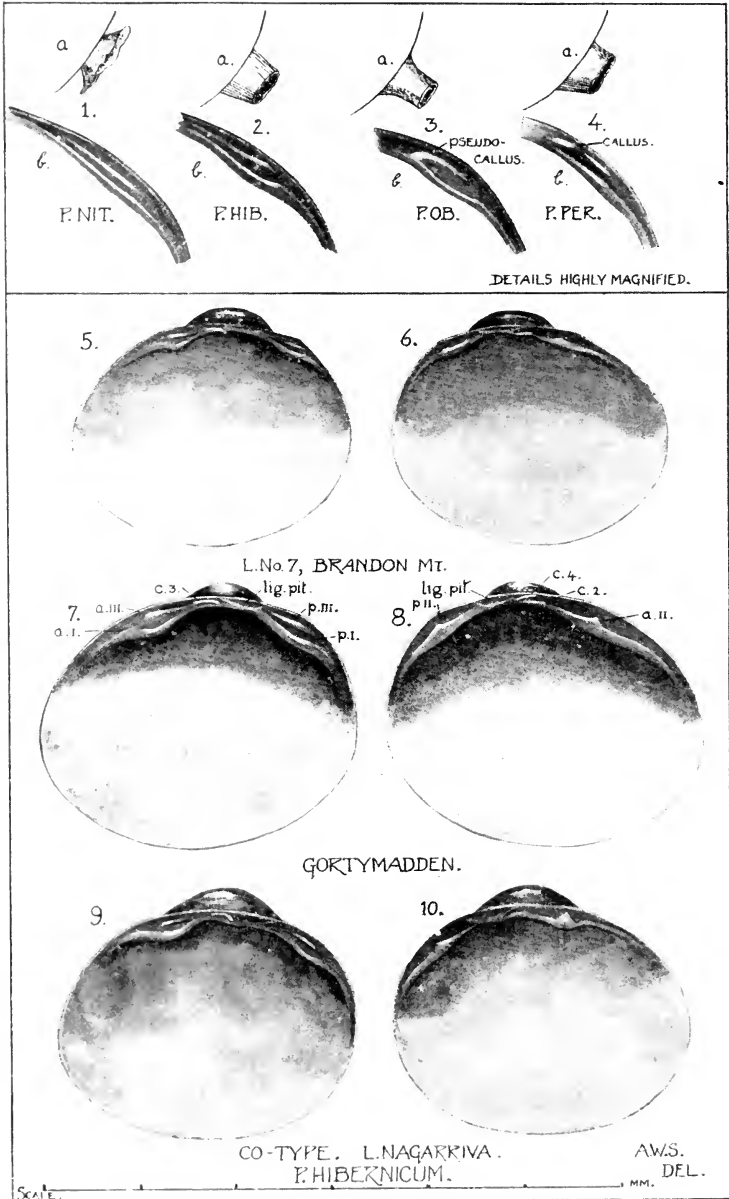 a
a.
a.
a.
1.
2.
3.
4.
PSEUDO-
CALLUS.
CALLUS.
b.
b.
b.
b.
P.NIT.
P.HIB.
P.OB.
P.PER.
DETAILS HIGHLY MAGNIFIED.
5.
6.
L.No.7, BRANDON MT.
7.
c.3.
lig.pit.
a.III.
p.III.
a.I.
p.I.
8.
lig.pit.
c.4.
c.2.
p.II.
a.II.
GORTYMADDEN.
9.
10.
CO-TYPE. L.NAGARRIVA.
P.HIBERNICUM.
A.W.S.
DEL.
SCALE.
1 MM.